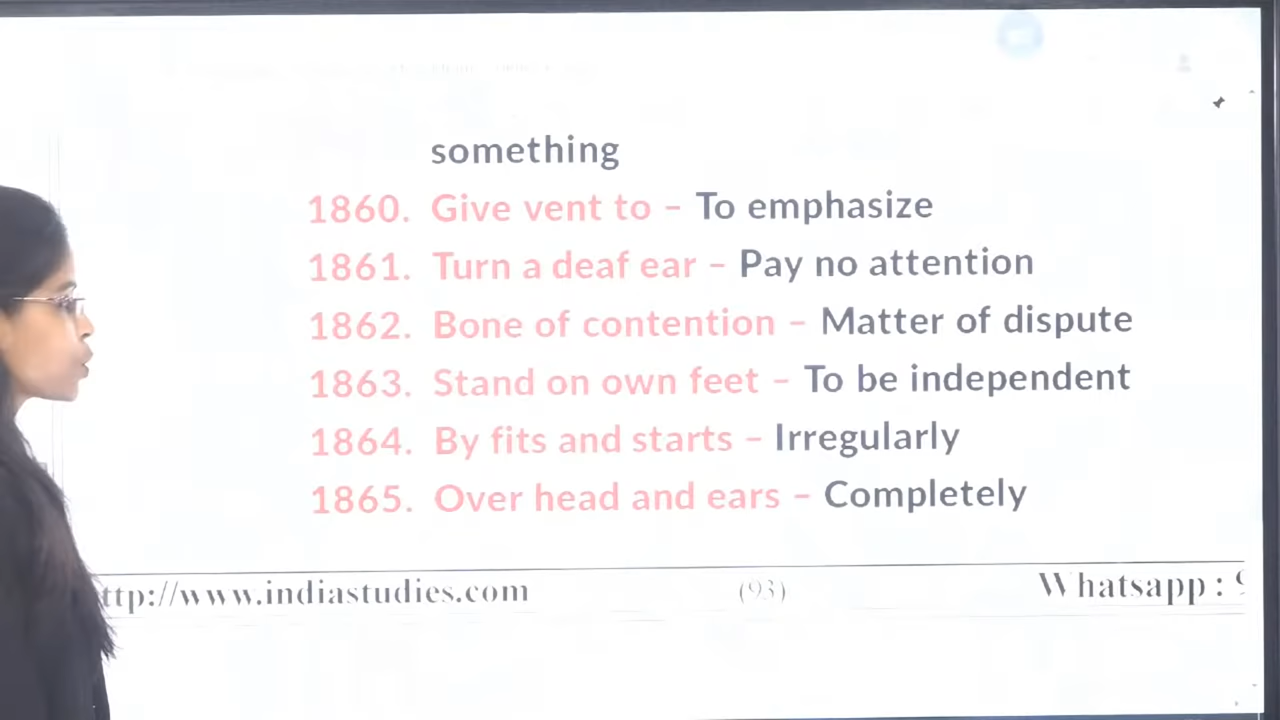 something
1860. Give vent to – To emphasize
1861. Turn a deaf ear – Pay no attention
1862. Bone of contention – Matter of dispute
1863. Stand on own feet – To be independent
1864. By fits and starts – Irregularly
1865. Over head and ears – Completely
ttp://www.indiastudies.com (93) Whatsapp :